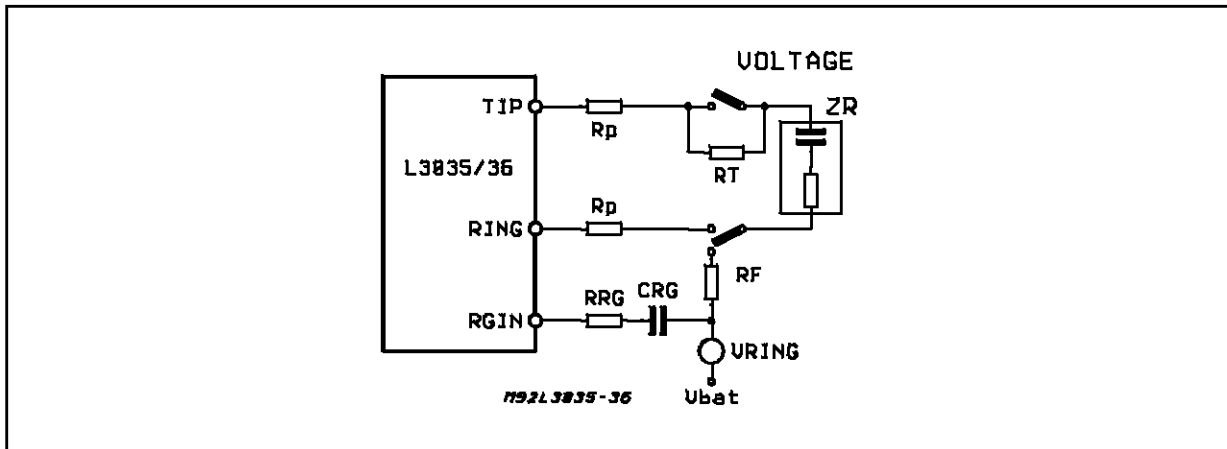 VOLTAGE
TIP
ZR
Rp
L3035/36
RT
Rp
RING
RF
RRG
CRG
RGIN
VRING
M92L3035-36
Vbat